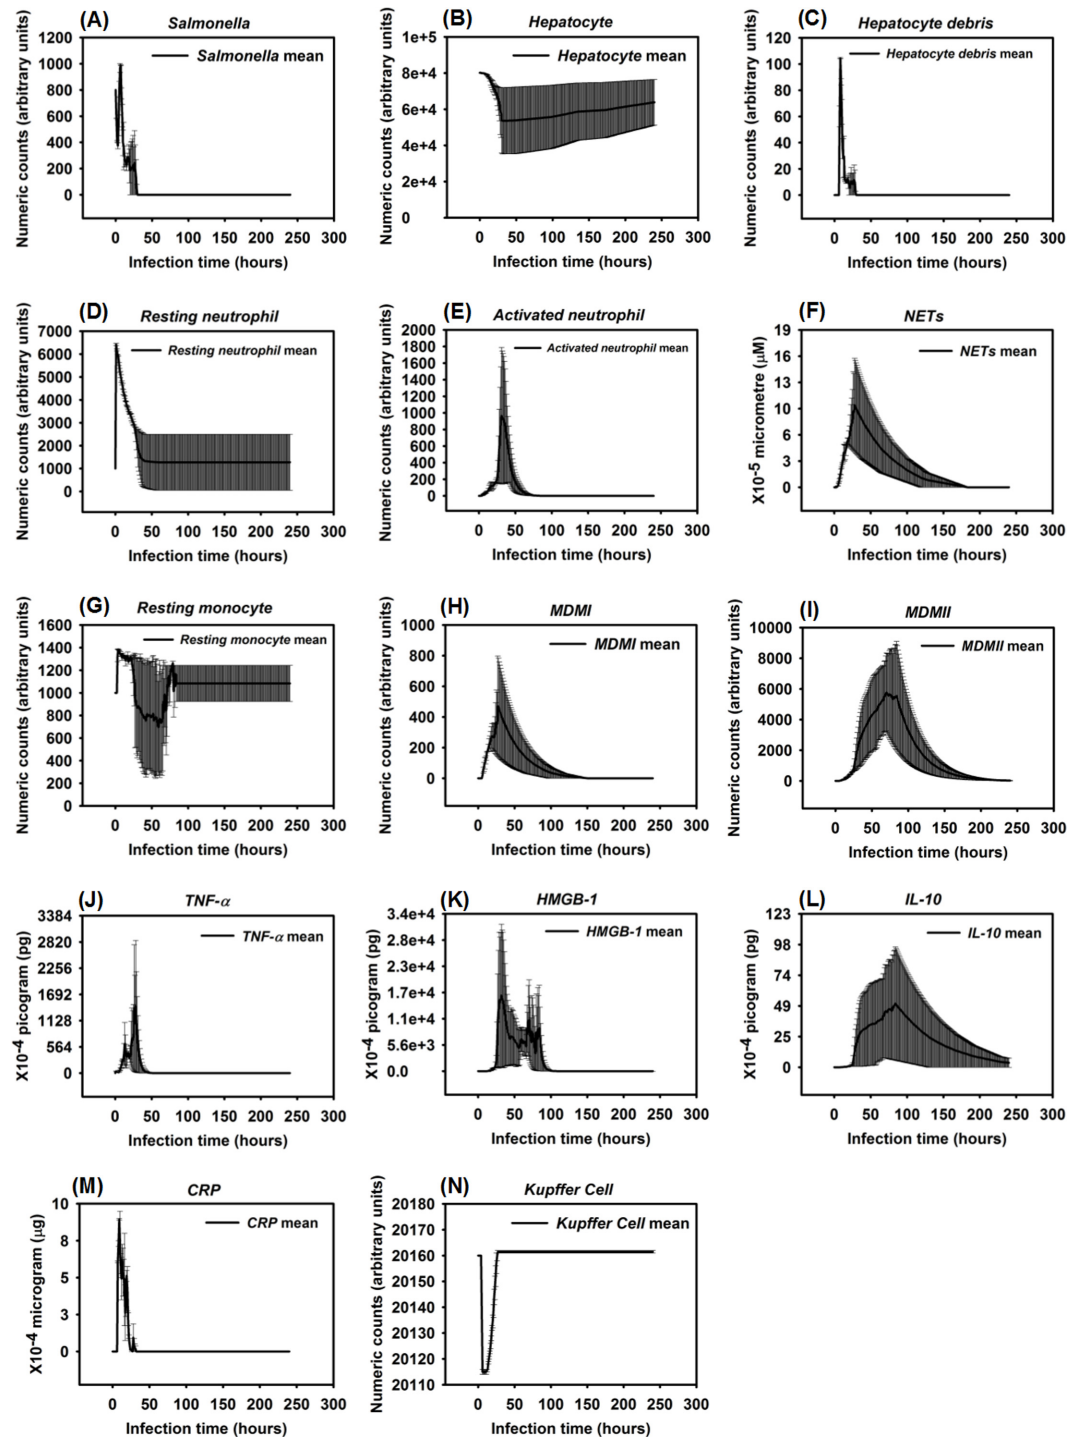 (A) Salmonella
Numeric counts (arbitrary units)
1200
1000
800
600
400
200
0
Salmonella mean
0 50 100 150 200 250 300
Infection time (hours)
(B) Hepatocyte
Numeric counts (arbitrary units)
1e+5
8e+4
6e+4
4e+4
2e+4
0
Hepatocyte mean
0 50 100 150 200 250 300
Infection time (hours)
(C) Hepatocyte debris
Numeric counts (arbitrary units)
120
100
80
60
40
20
0
Hepatocyte debris mean
0 50 100 150 200 250 300
Infection time (hours)
(D) Resting neutrophil
Numeric counts (arbitrary units)
7000
6000
5000
4000
3000
2000
1000
0
Resting neutrophil mean
0 50 100 150 200 250 300
Infection time (hours)
(E) Activated neutrophil
Numeric counts (arbitrary units)
2000
1800
1600
1400
1200
1000
800
600
400
200
0
Activated neutrophil mean
0 50 100 150 200 250 300
Infection time (hours)
(F) NETs
X10-5 micrometre (μM)
19
16
13
10
6
3
0
NETs mean
0 50 100 150 200 250 300
Infection time (hours)
(G) Resting monocyte
Numeric counts (arbitrary units)
1600
1400
1200
1000
800
600
400
200
0
Resting monocyte mean
0 50 100 150 200 250 300
Infection time (hours)
(H) MDMI
Numeric counts (arbitrary units)
1000
800
600
400
200
0
MDMI mean
0 50 100 150 200 250 300
Infection time (hours)
(I) MDMII
Numeric counts (arbitrary units)
10000
8000
6000
4000
2000
0
MDMII mean
0 50 100 150 200 250 300
Infection time (hours)
(J) TNF-α
X10-4 picogram (pg)
3384
2820
2256
1692
1128
564
0
TNF-α mean
0 50 100 150 200 250 300
Infection time (hours)
(K) HMGB-1
X10-4 picogram (pg)
3.4e+4
2.8e+4
2.3e+4
1.7e+4
1.1e+4
5.6e+3
0.0
HMGB-1 mean
0 50 100 150 200 250 300
Infection time (hours)
(L) IL-10
X10-4 picogram (pg)
123
98
74
49
25
0
IL-10 mean
0 50 100 150 200 250 300
Infection time (hours)
(M) CRP
X10-4 microgram (μg)
10
8
5
3
0
CRP mean
0 50 100 150 200 250 300
Infection time (hours)
(N) Kupffer Cell
Numeric counts (arbitrary units)
20180
20170
20160
20150
20140
20130
20120
20110
Kupffer Cell mean
0 50 100 150 200 250 300
Infection time (hours)